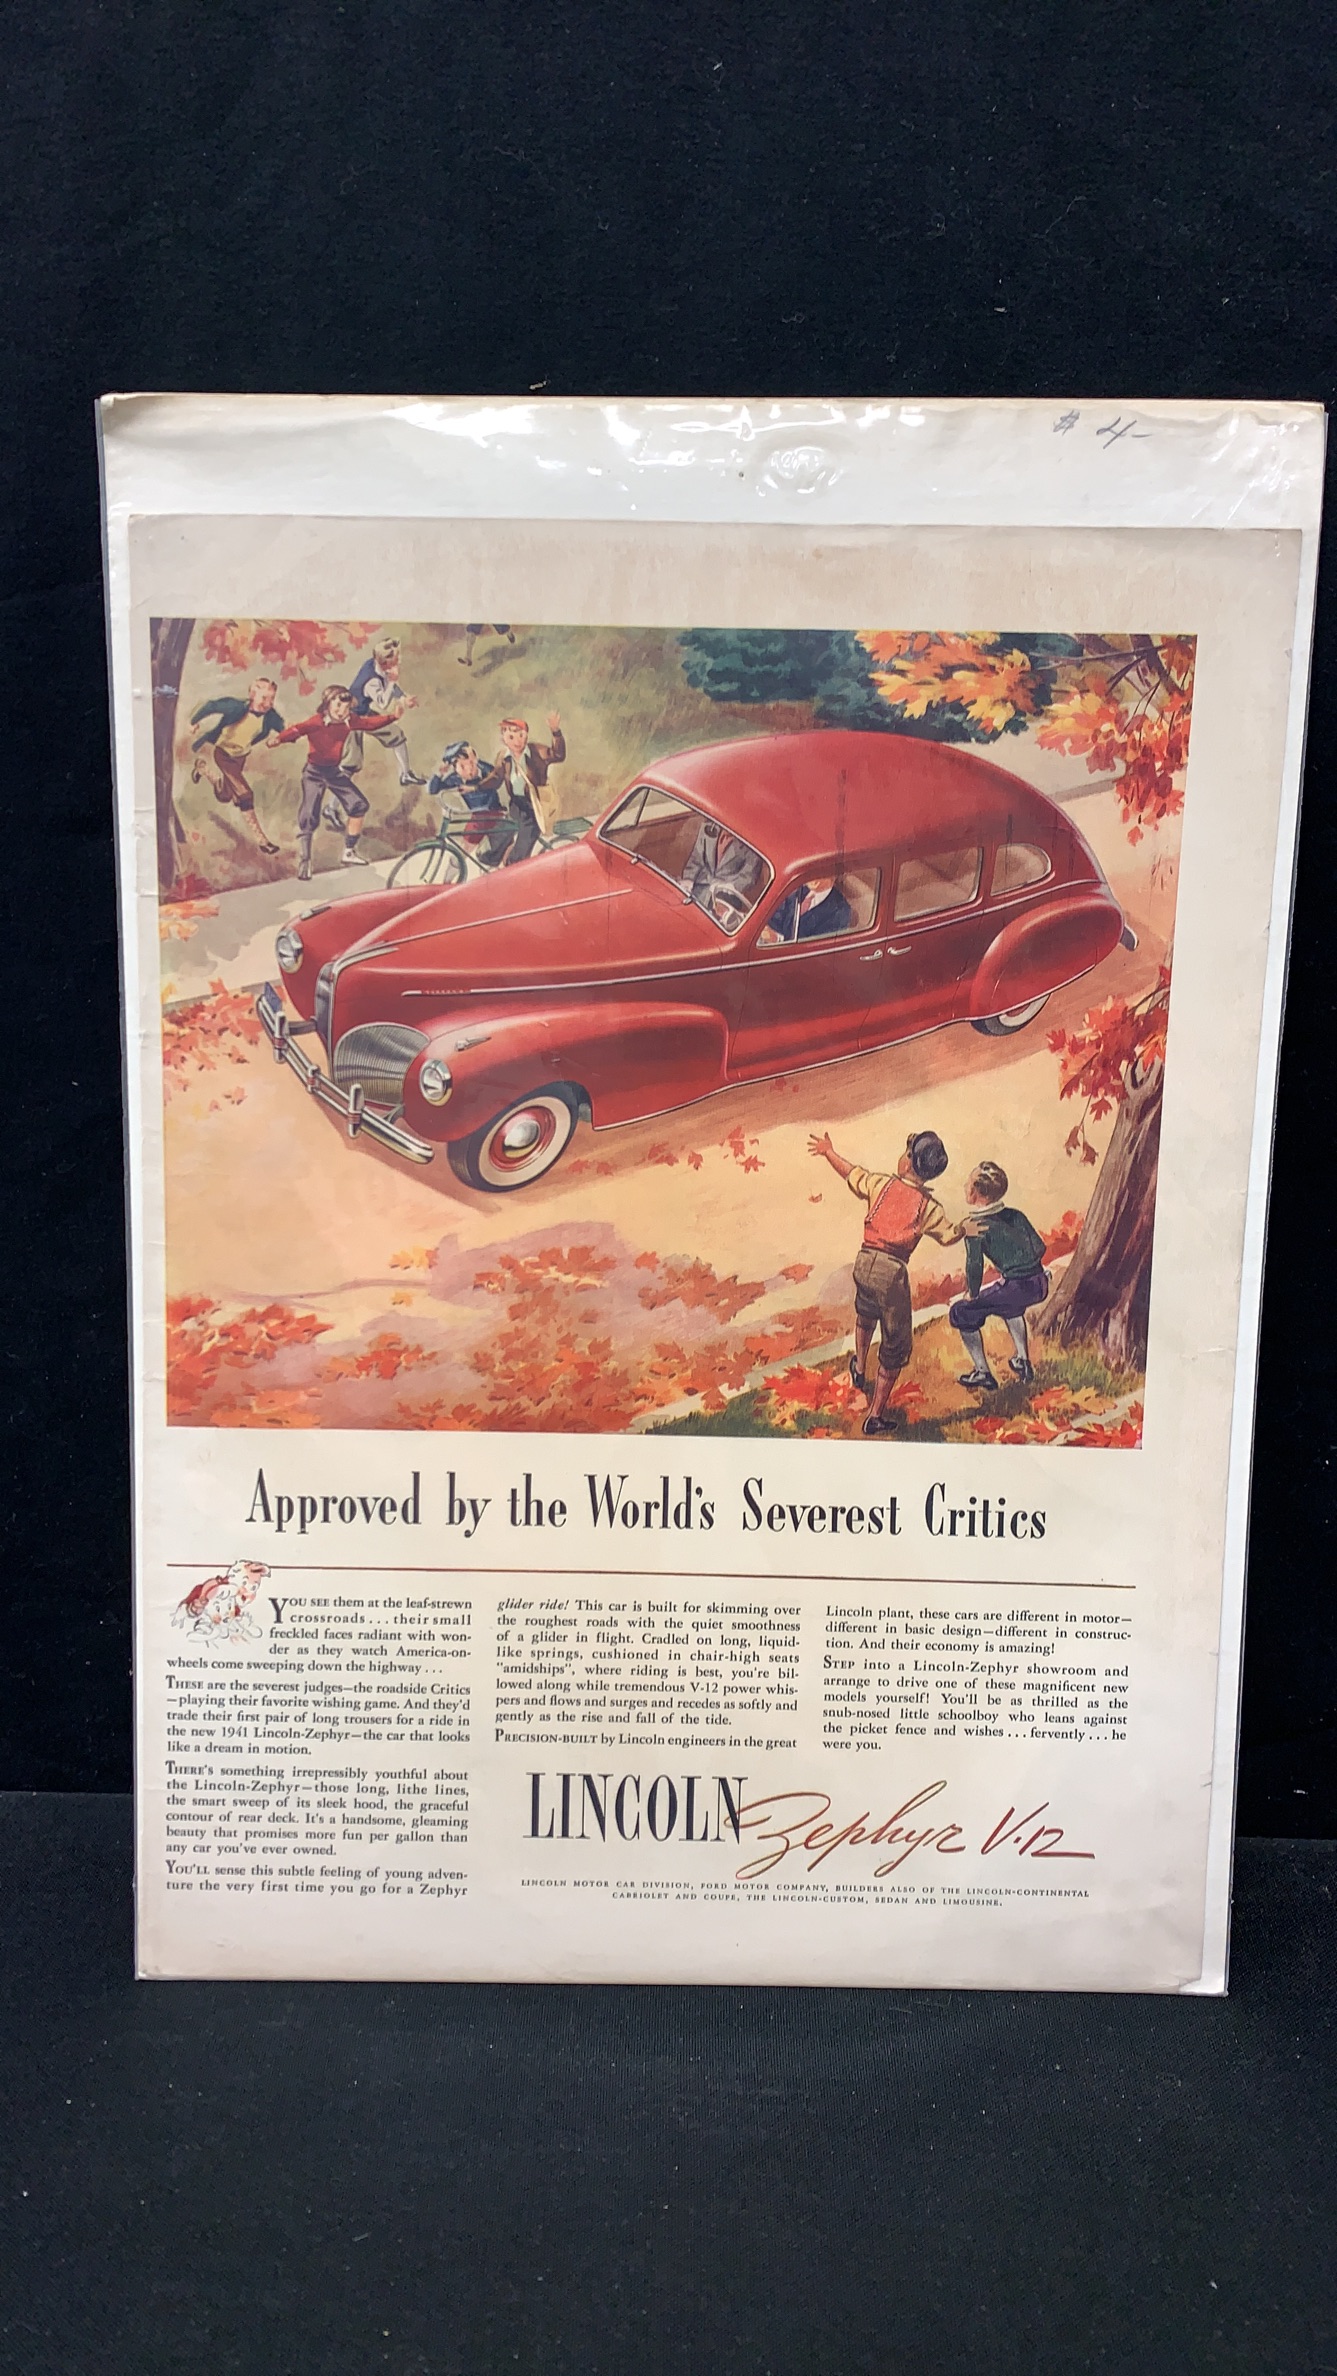 $ 4-
Approved by the World's Severest Critics
YOU SEE them at the leaf-strewn
crossroads . . . their small
freckled faces radiant with won-
der as they watch America-on-
wheels come sweeping down the highway . . .
THESE are the severest judges—the roadside Critics
—playing their favorite wishing game. And they'd
trade their first pair of long trousers for a ride in
the new 1941 Lincoln-Zephyr—the car that looks
like a dream in motion.
THERE'S something irrepressibly youthful about
the Lincoln-Zephyr—those long, lithe lines,
the smart sweep of its sleek hood, the graceful
contour of rear deck. It's a handsome, gleaming
beauty that promises more fun per gallon than
any car you've ever owned.
YOU'LL sense this subtle feeling of young adven-
ture the very first time you go for a Zephyr
glider ride! This car is built for skimming over
the roughest roads with the quiet smoothness
of a glider in flight. Cradled on long, liquid-
like springs, cushioned in chair-high seats
"amidships", where riding is best, you're bil-
lowed along while tremendous V-12 power whis-
pers and flows and surges and recedes as softly and
gently as the rise and fall of the tide.
PRECISION-BUILT by Lincoln engineers in the great
Lincoln plant, these cars are different in motor—
different in basic design—different in construc-
tion. And their economy is amazing!
STEP into a Lincoln-Zephyr showroom and
arrange to drive one of these magnificent new
models yourself! You'll be as thrilled as the
snub-nosed little schoolboy who leans against
the picket fence and wishes . . . fervently . . . he
were you.
LINCOLN Zephyr V·12
LINCOLN MOTOR CAR DIVISION, FORD MOTOR COMPANY, BUILDERS ALSO OF THE LINCOLN-CONTINENTAL
CABRIOLET AND COUPE, THE LINCOLN-CUSTOM, SEDAN AND LIMOUSINE.